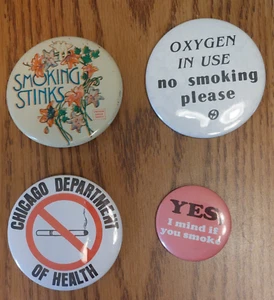 SMOKING
STINKS
OXYGEN
IN USE
no smoking
please
CHICAGO DEPARTMENT
OF HEALTH
YES,
I mind if
you smoke